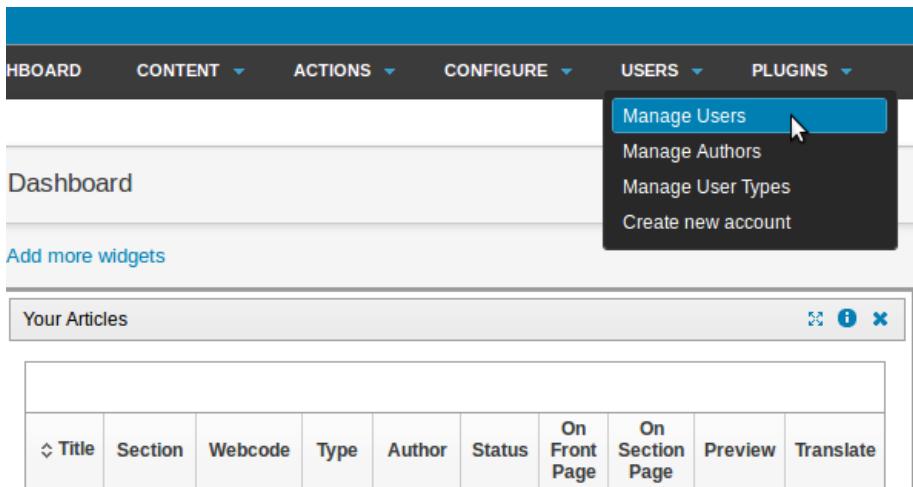 HBOARD CONTENT ACTIONS CONFIGURE USERS PLUGINS
Manage Users
Manage Authors
Manage User Types
Create new account
Dashboard
Add more widgets
Your Articles
Title Section Webcode Type Author Status On Front Page On Section Page Preview Translate